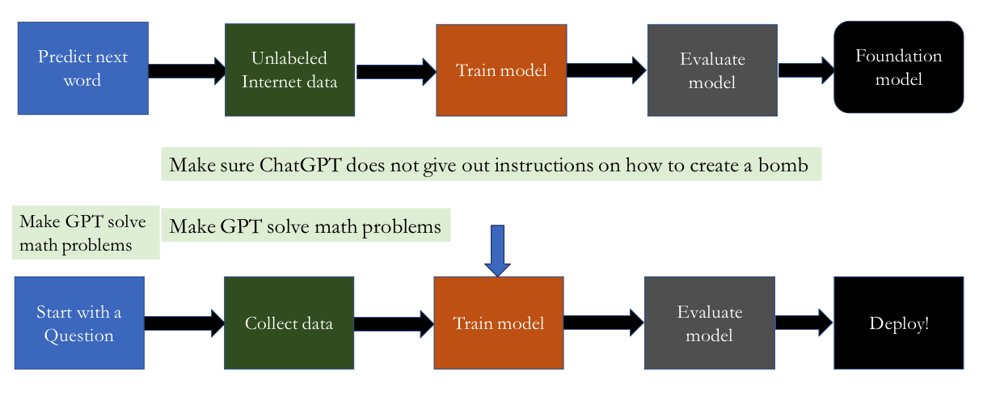 Predict next
word
Unlabeled
Internet data
Train model
Evaluate
model
Foundation
model
Make sure ChatGPT does not give out instructions on how to create a bomb
Make GPT solve
math problems
Make GPT solve math problems
Start with a
Question
Collect data
Train model
Evaluate
model
Deploy!